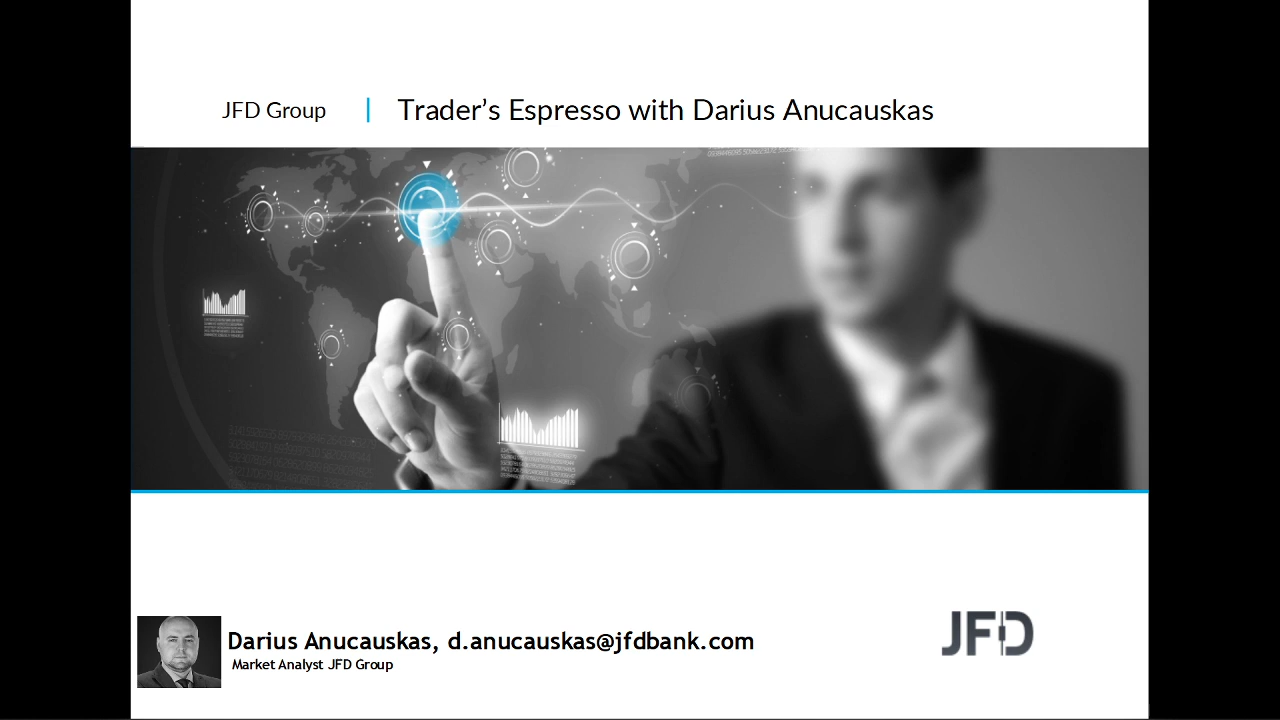 JFD Group
Trader's Espresso with Darius Anucauskas
Darius Anucauskas, d.anucauskas@jfdbank.com
Market Analyst JFD Group
JFD